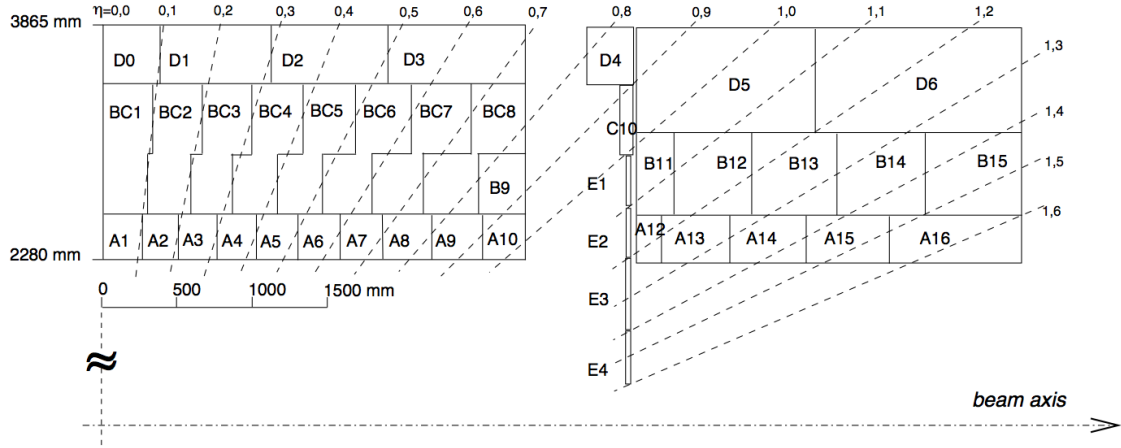 3865 mm η=0,0 0,1 0,2 0,3 0,4 0,5 0,6 0,7 0,8 0,9 1,0 1,1 1,2
1,3
D0 D1 D2 D3 D4 D5 D6
BC1 BC2 BC3 BC4 BC5 BC6 BC7 BC8 C10
1,4
B9 E1 B11 B12 B13 B14 B15 1,5
1,6
A1 A2 A3 A4 A5 A6 A7 A8 A9 A10 E2 A12 A13 A14 A15 A16
2280 mm
0 500 1000 1500 mm
E3
E4
beam axis